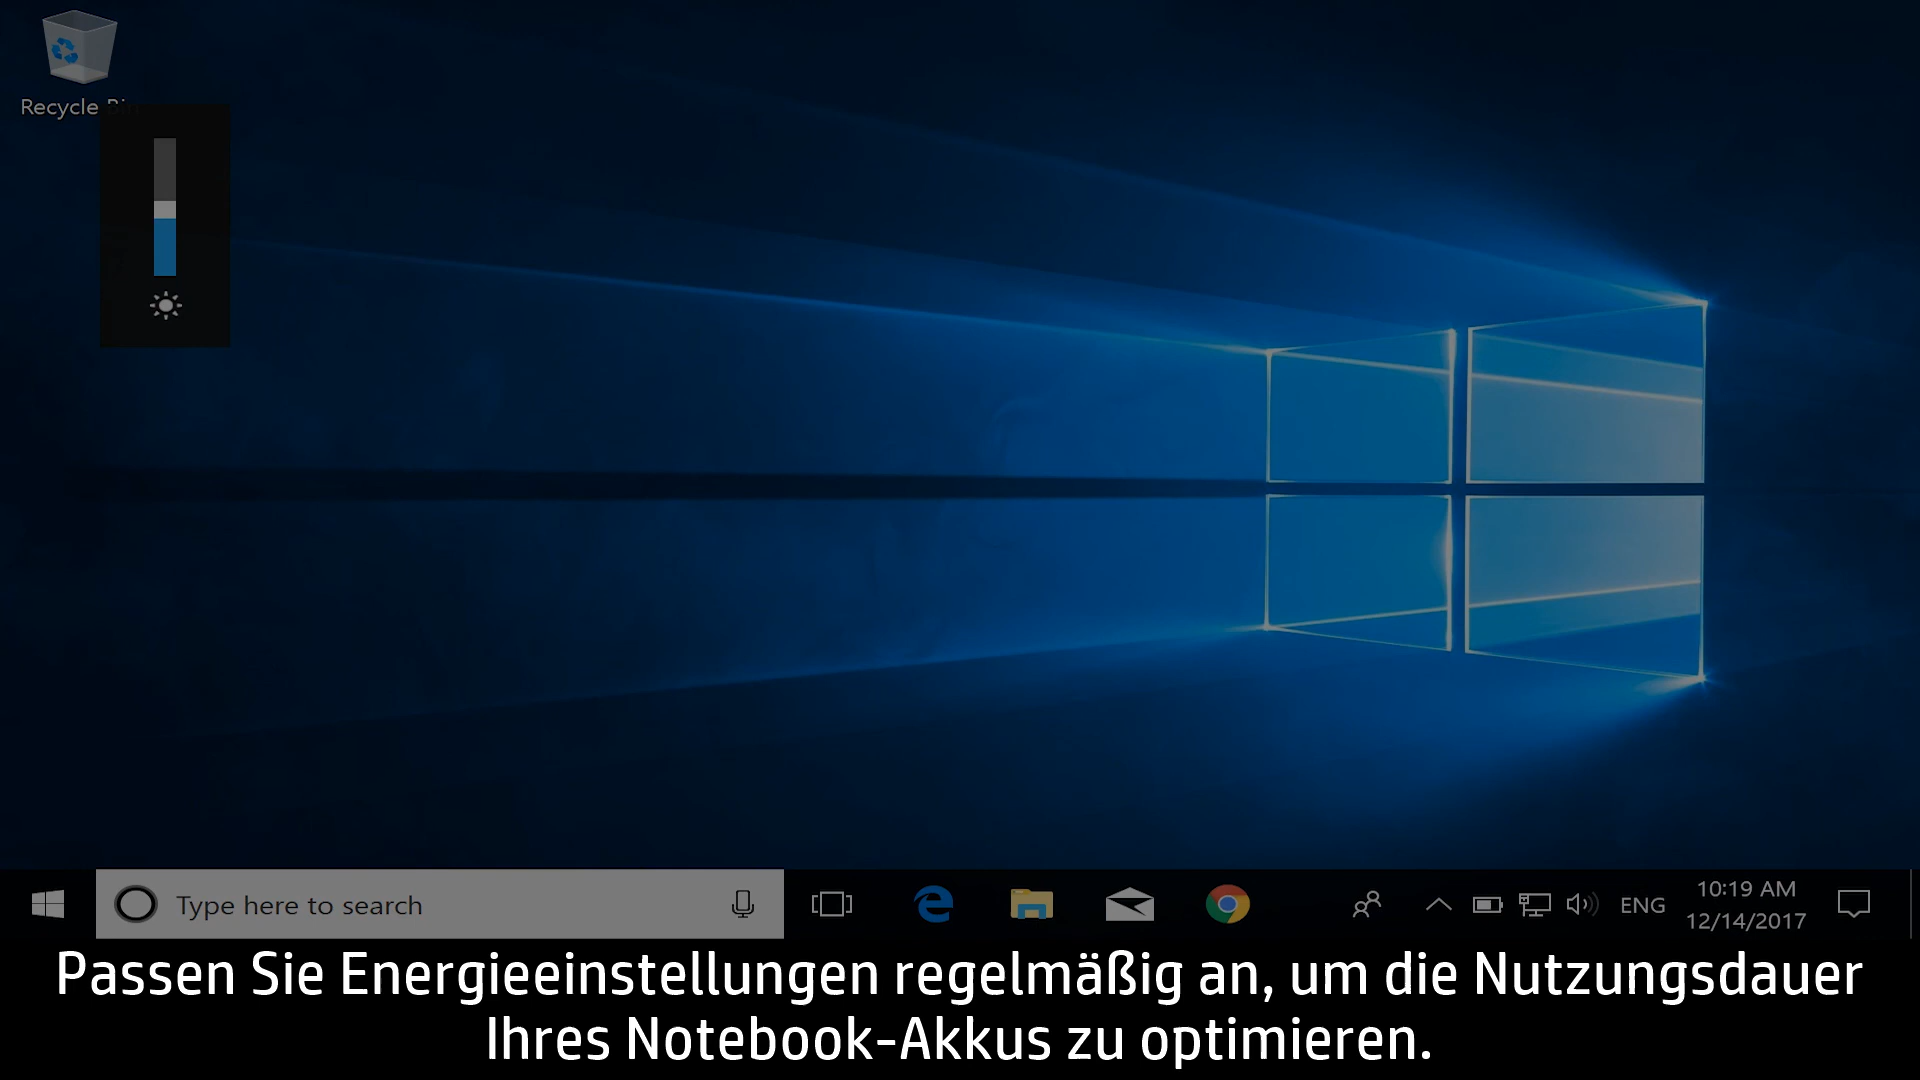 Recycle Bin
Type here to search
ENG
10:19 AM
12/14/2017
Passen Sie Energieeinstellungen regelmäßig an, um die Nutzungsdauer
Ihres Notebook-Akkus zu optimieren.